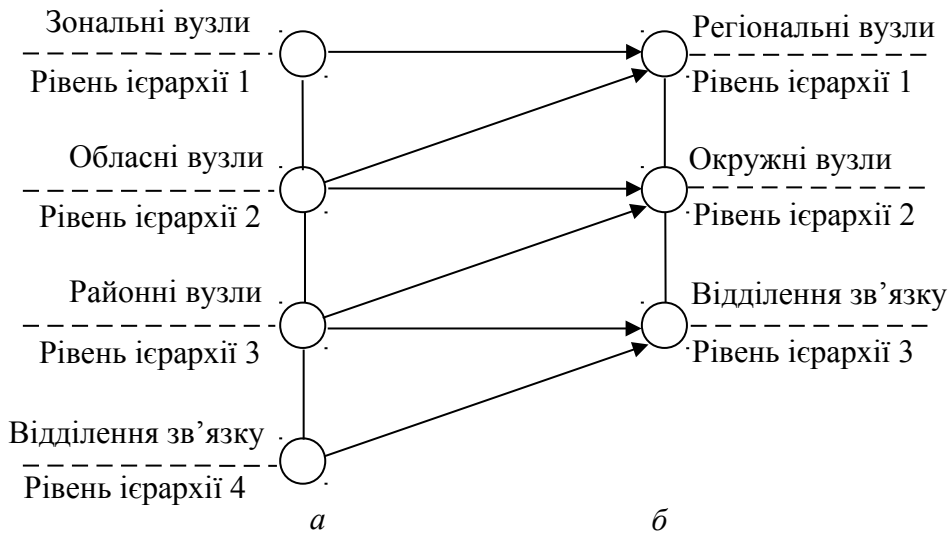 Зональні вузли
Рівень ієрархії 1
Обласні вузли
Рівень ієрархії 2
Районні вузли
Рівень ієрархії 3
Відділення зв’язку
Рівень ієрархії 4
а
Регіональні вузли
Рівень ієрархії 1
Окружні вузли
Рівень ієрархії 2
Відділення зв’язку
Рівень ієрархії 3
б